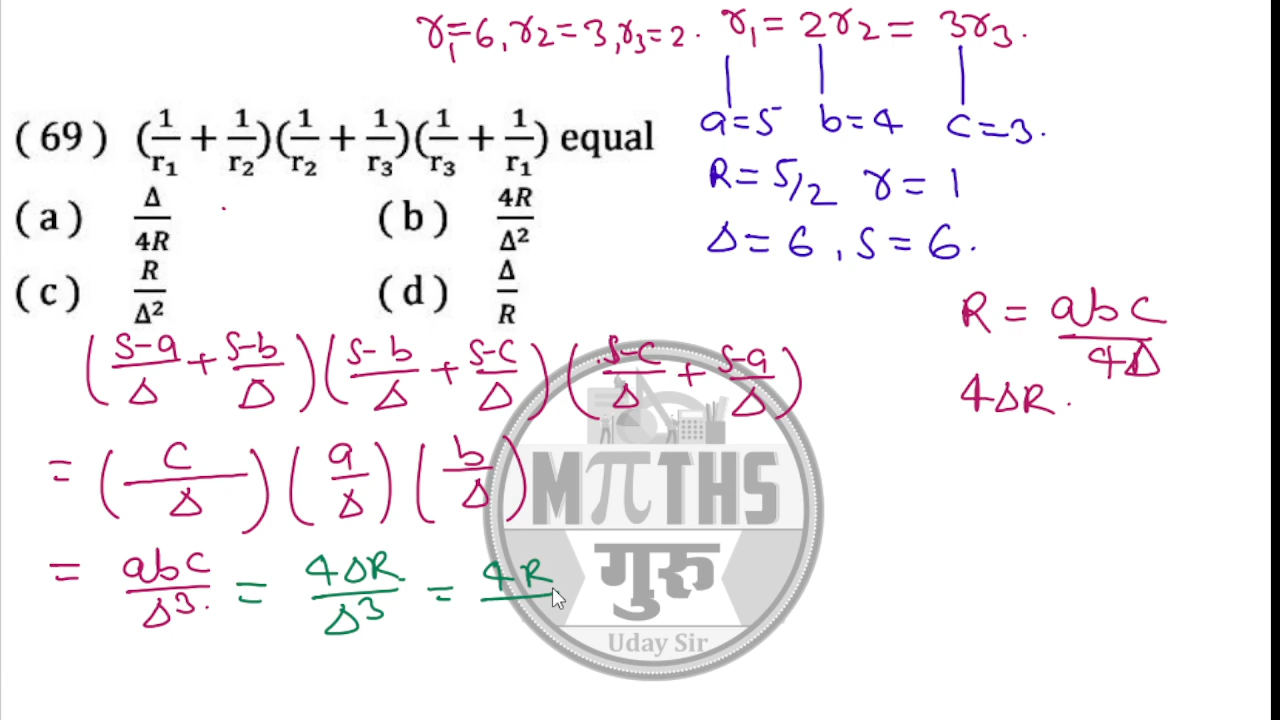 r₁=6, r₂=3, r₃=2. r₁ = 2r₂ = 3r₃.
a=5 b=4 c=3.
(69) (1/r₁ + 1/r₂)(1/r₂ + 1/r₃)(1/r₃ + 1/r₁) equal
R = 5/2 r = 1
(a) Δ/4R (b) 4R/Δ²
Δ = 6, S = 6.
(c) R/Δ² (d) Δ/R
R = abc/4Δ
4ΔR.
(S-a/Δ + S-b/Δ)(S-b/Δ + S-c/Δ)(S-c/Δ + S-a/Δ)
= (c/Δ)(a/Δ)(b/Δ)
= abc/Δ³. = 4ΔR/Δ³ = 4R/
MπTHS
गुरु
Uday Sir